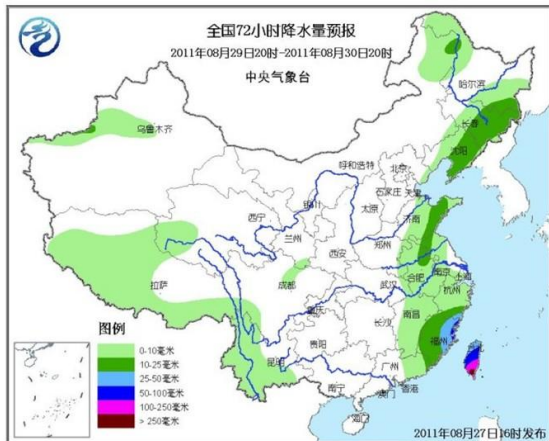 全国72小时降水量预报
2011年08月29日20时-2011年08月30日20时
中央气象台
哈尔滨
长春
乌鲁木齐
沈阳
呼和浩特
北京
天津
石家庄
银川
太原
济南
西宁
兰州
郑州
西安
合肥
南京
上海
拉萨
成都
武汉
杭州
重庆
南昌
长沙
贵阳
福州
昆明
广州
南宁
香港
澳门
海口
图例
0-10毫米
10-25毫米
25-50毫米
50-100毫米
100-250毫米
> 250毫米
2011年08月27日16时发布